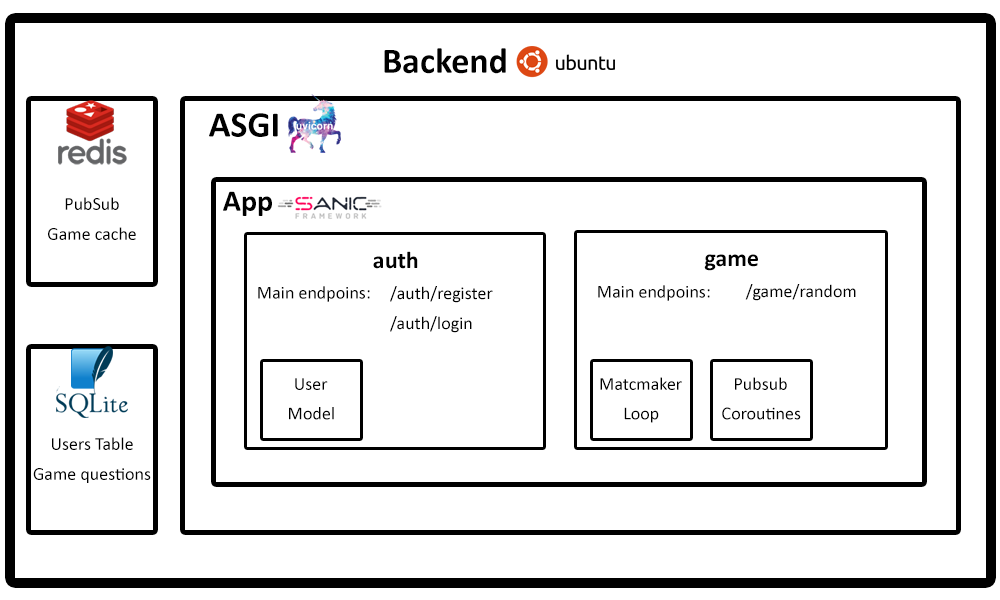 Backend ubuntu
redis
PubSub
Game cache
SQLite
Users Table
Game questions
ASGI uvicorn
App SANIC
FRAMEWORK
auth
Main endpoins: /auth/register
/auth/login
User
Model
game
Main endpoins: /game/random
Matcmaker
Loop
Pubsub
Coroutines